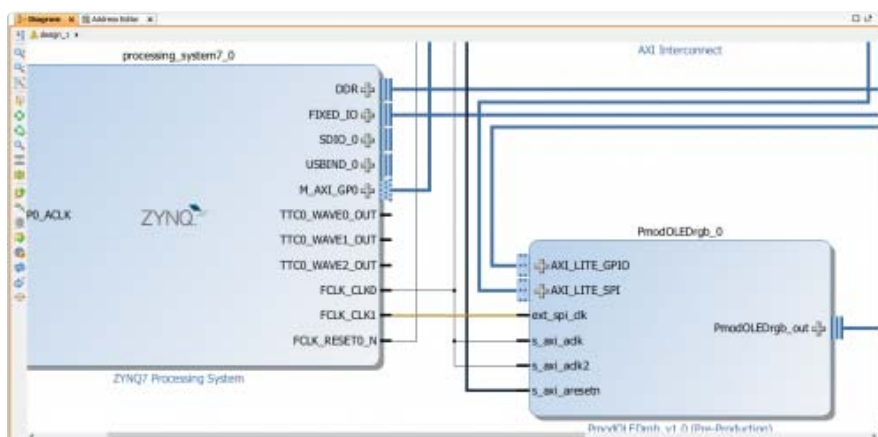 Diagram
Address Editor
design_1
processing_system7_0
AXI Interconnect
DDR
FIXED_IO
SDIO_0
USBIND_0
M_AXI_GP0
P0_ACLK
ZYNQ
TTC0_WAVE0_OUT
TTC0_WAVE1_OUT
TTC0_WAVE2_OUT
FCLK_CLK0
FCLK_CLK1
FCLK_RESET0_N
ZYNQ7 Processing System
PmodOLEDrgb_0
AXI_LITE_GPIO
AXI_LITE_SPI
ext_spi_clk
s_axi_aclk
s_axi_aclk2
s_axi_aresetn
PmodOLEDrgb_out
PmodOLEDrgb_v1_0 (Pre-Production)